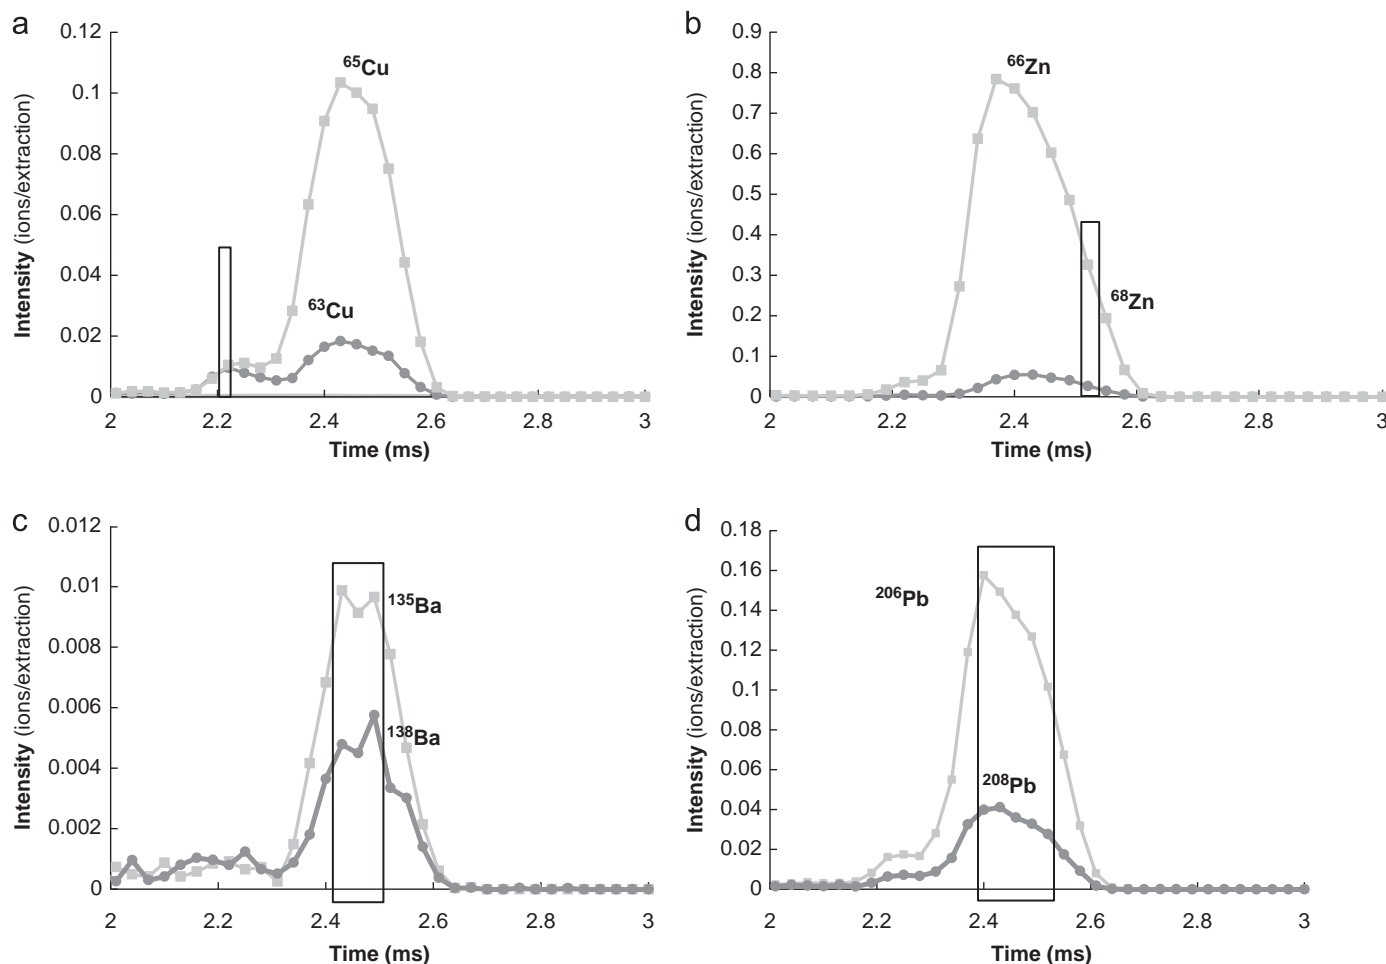 a
0.12
0.1
0.08
0.06
0.04
0.02
0
2
2.2
2.4
2.6
2.8
3
Intensity (ions/extraction)
Time (ms)
⁶⁵Cu
⁶³Cu
b
0.9
0.8
0.7
0.6
0.5
0.4
0.3
0.2
0.1
0
2
2.2
2.4
2.6
2.8
3
Intensity (ions/extraction)
Time (ms)
⁶⁶Zn
⁶⁸Zn
c
0.012
0.01
0.008
0.006
0.004
0.002
0
2
2.2
2.4
2.6
2.8
3
Intensity (ions/extraction)
Time (ms)
¹³⁵Ba
¹³⁸Ba
d
0.18
0.16
0.14
0.12
0.1
0.08
0.06
0.04
0.02
0
2
2.2
2.4
2.6
2.8
3
Intensity (ions/extraction)
Time (ms)
²⁰⁶Pb
²⁰⁸Pb